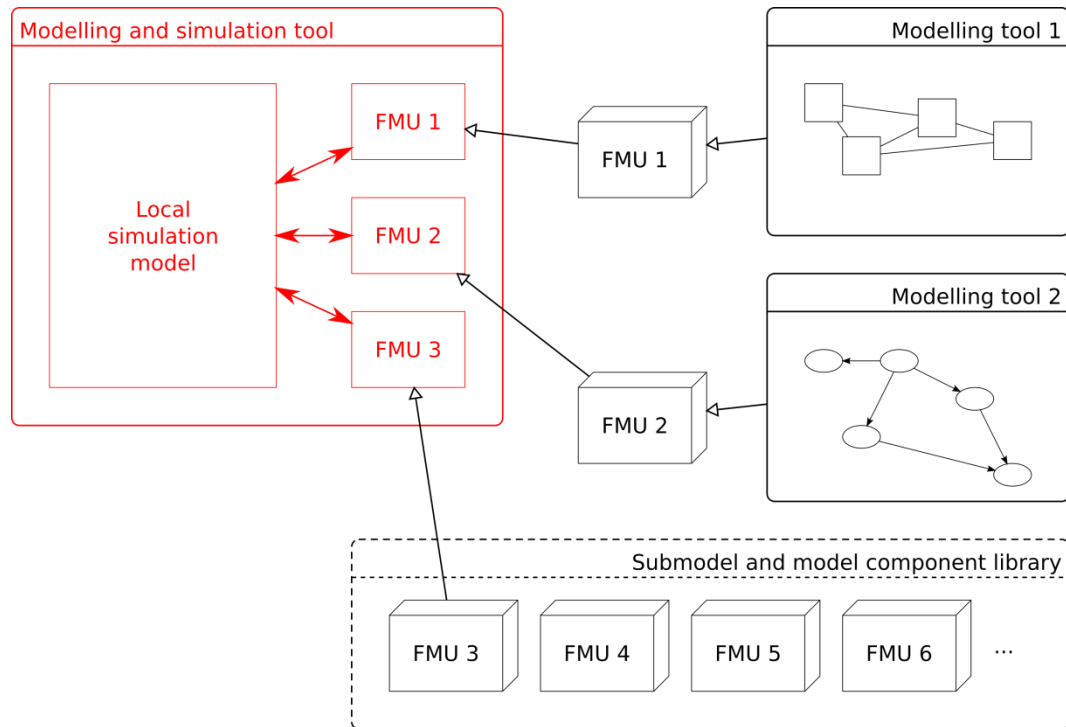 Modelling and simulation tool
Local
simulation
model
FMU 1
FMU 2
FMU 3
FMU 1
FMU 2
Modelling tool 1
Modelling tool 2
Submodel and model component library
FMU 3
FMU 4
FMU 5
FMU 6
...